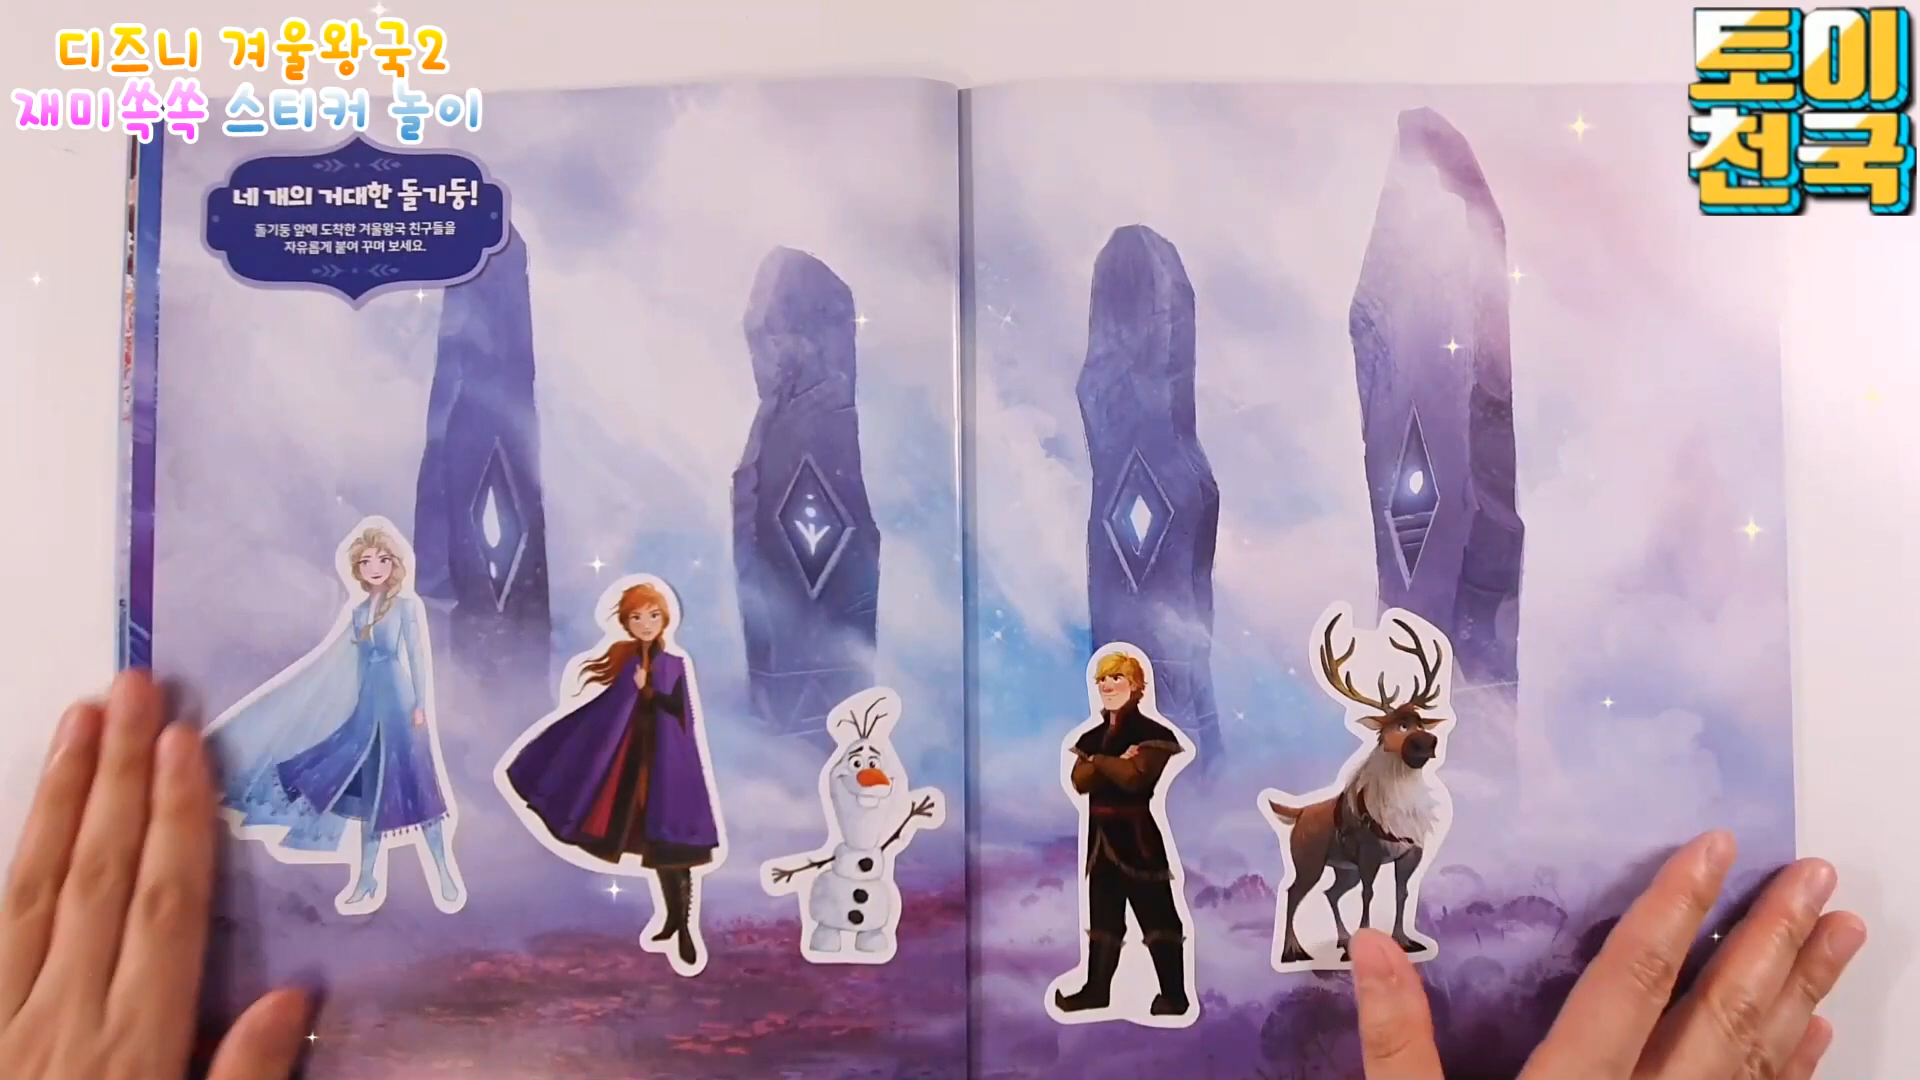 디즈니 겨울왕국2
재미쏙쏙 스티커 놀이
토이
천국
네 개의 거대한 돌기둥!
돌기둥 앞에 도착한 겨울왕국 친구들을
자유롭게 붙여 꾸며 보세요.